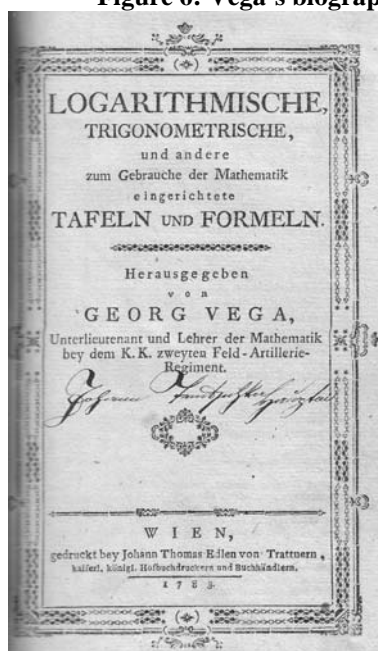 Figure 6: Vega's biograp
LOGARITHMISCHE,
TRIGONOMETRISCHE,
und andere
zum Gebrauche der Mathematik
eingerichtete
TAFELN UND FORMELN.
Herausgegeben
von
GEORG VEGA,
Unterlieutenant und Lehrer der Mathematik
bey dem K. K. zweyten Feld-Artillerie-
Regiment.
Johann
WIEN,
gedruckt bey Johann Thomas Edlen von Trattnern,
kaiserl. königl. Hofbuchdruckern und Buchhändlern.
1783.